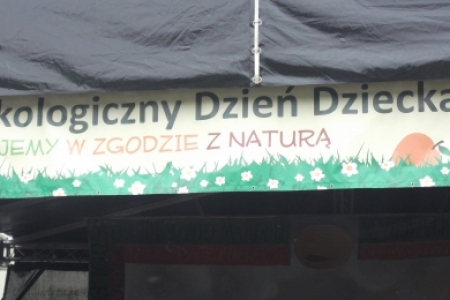 kologiczny Dzień Dziecka
JEMY W ZGODZIE Z NATURĄ